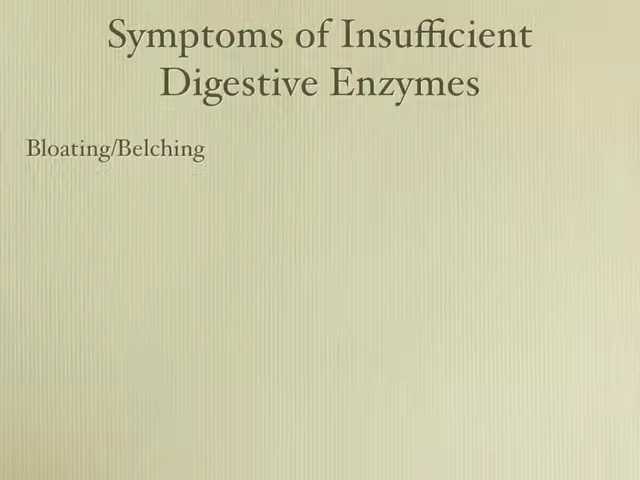 Symptoms of Insufficient
Digestive Enzymes
Bloating/Belching